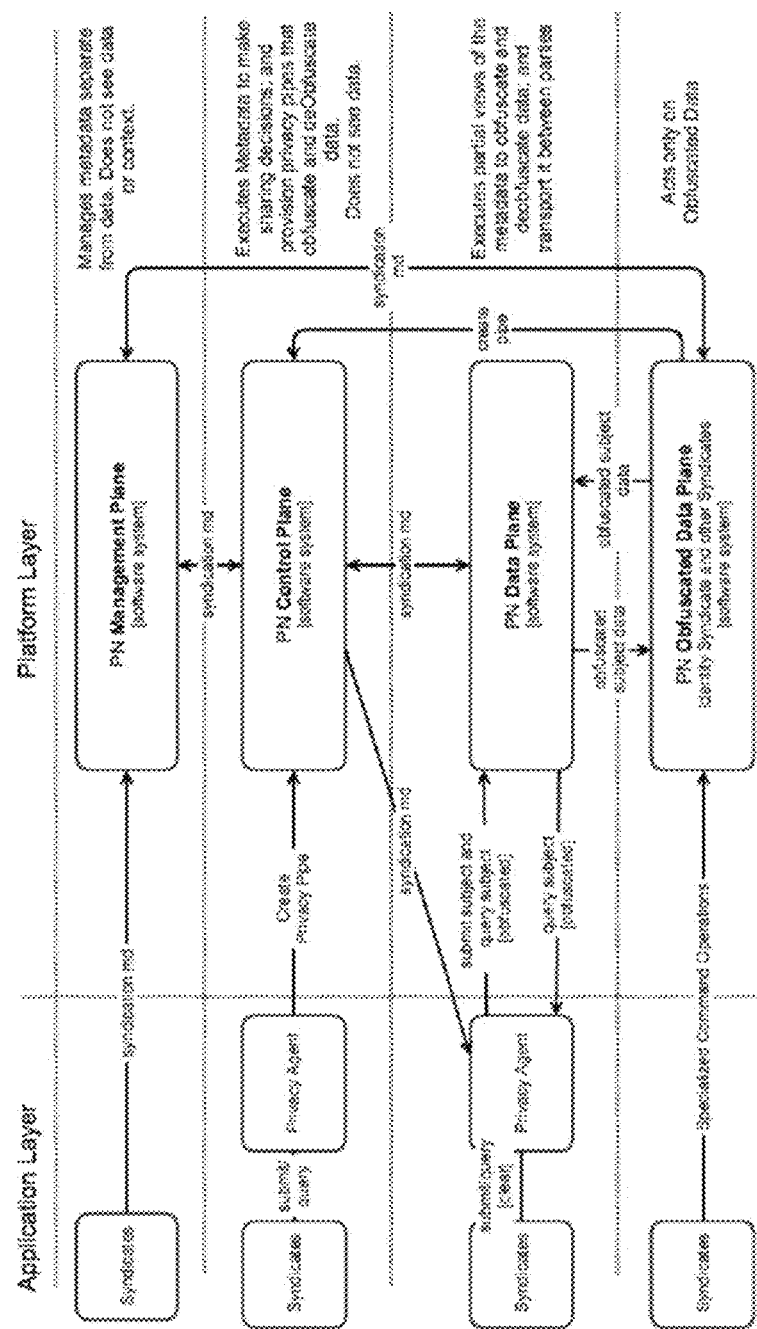 Application Layer
Platform Layer
Syndicates
syndication md
PN Management Plane
[software system]
Manages metadata separate
from data. Does not see data
or context.
syndication md
Syndicates
submit
query
Privacy Agent
Create
Privacy Pipe
PN Control Plane
[software system]
Executes Metadata to make
sharing decisions; and
provision privacy pipes that
obfuscate and deObfuscate
data.
Does not see data.
syndication md
syndication md
syndication
md
create
pipe
Syndicates
submit query
[clear]
Privacy Agent
submit subject and
query subject
[obfuscated]
query subject
[obfuscated]
PN Data Plane
[software system]
Executes partial views of the
metadata to obfuscate and
deobfuscate data; and
transport it between parties
obfuscated
subject data
obfuscated subject
data
Syndicates
Specialized Command Operations
PN Obfuscated Data Plane
Identity Syndicate and other Syndicates
[software system]
Acts only on
Obfuscated Data